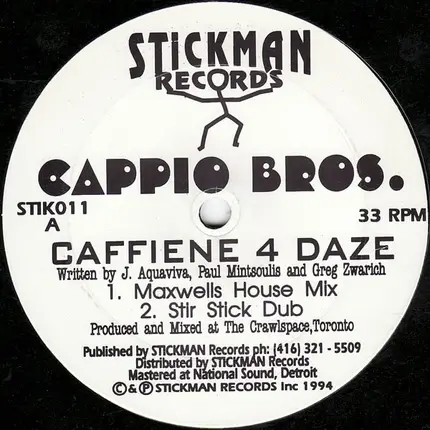 STICKMAN
RECORDS
CAPPIO BROS.
STIK011
A
33 RPM
CAFFIENE 4 DAZE
Written by J. Aquaviva, Paul Mintsoulis and Greg Zwarich
1. Maxwells House Mix
2. Stir Stick Dub
Produced and Mixed at The Crawlspace,Toronto
Published by STICKMAN Records ph: (416) 321 - 5509
Distributed by STICKMAN Records
Mastered at National Sound, Detroit
© & ℗ STICKMAN RECORDS Inc 1994